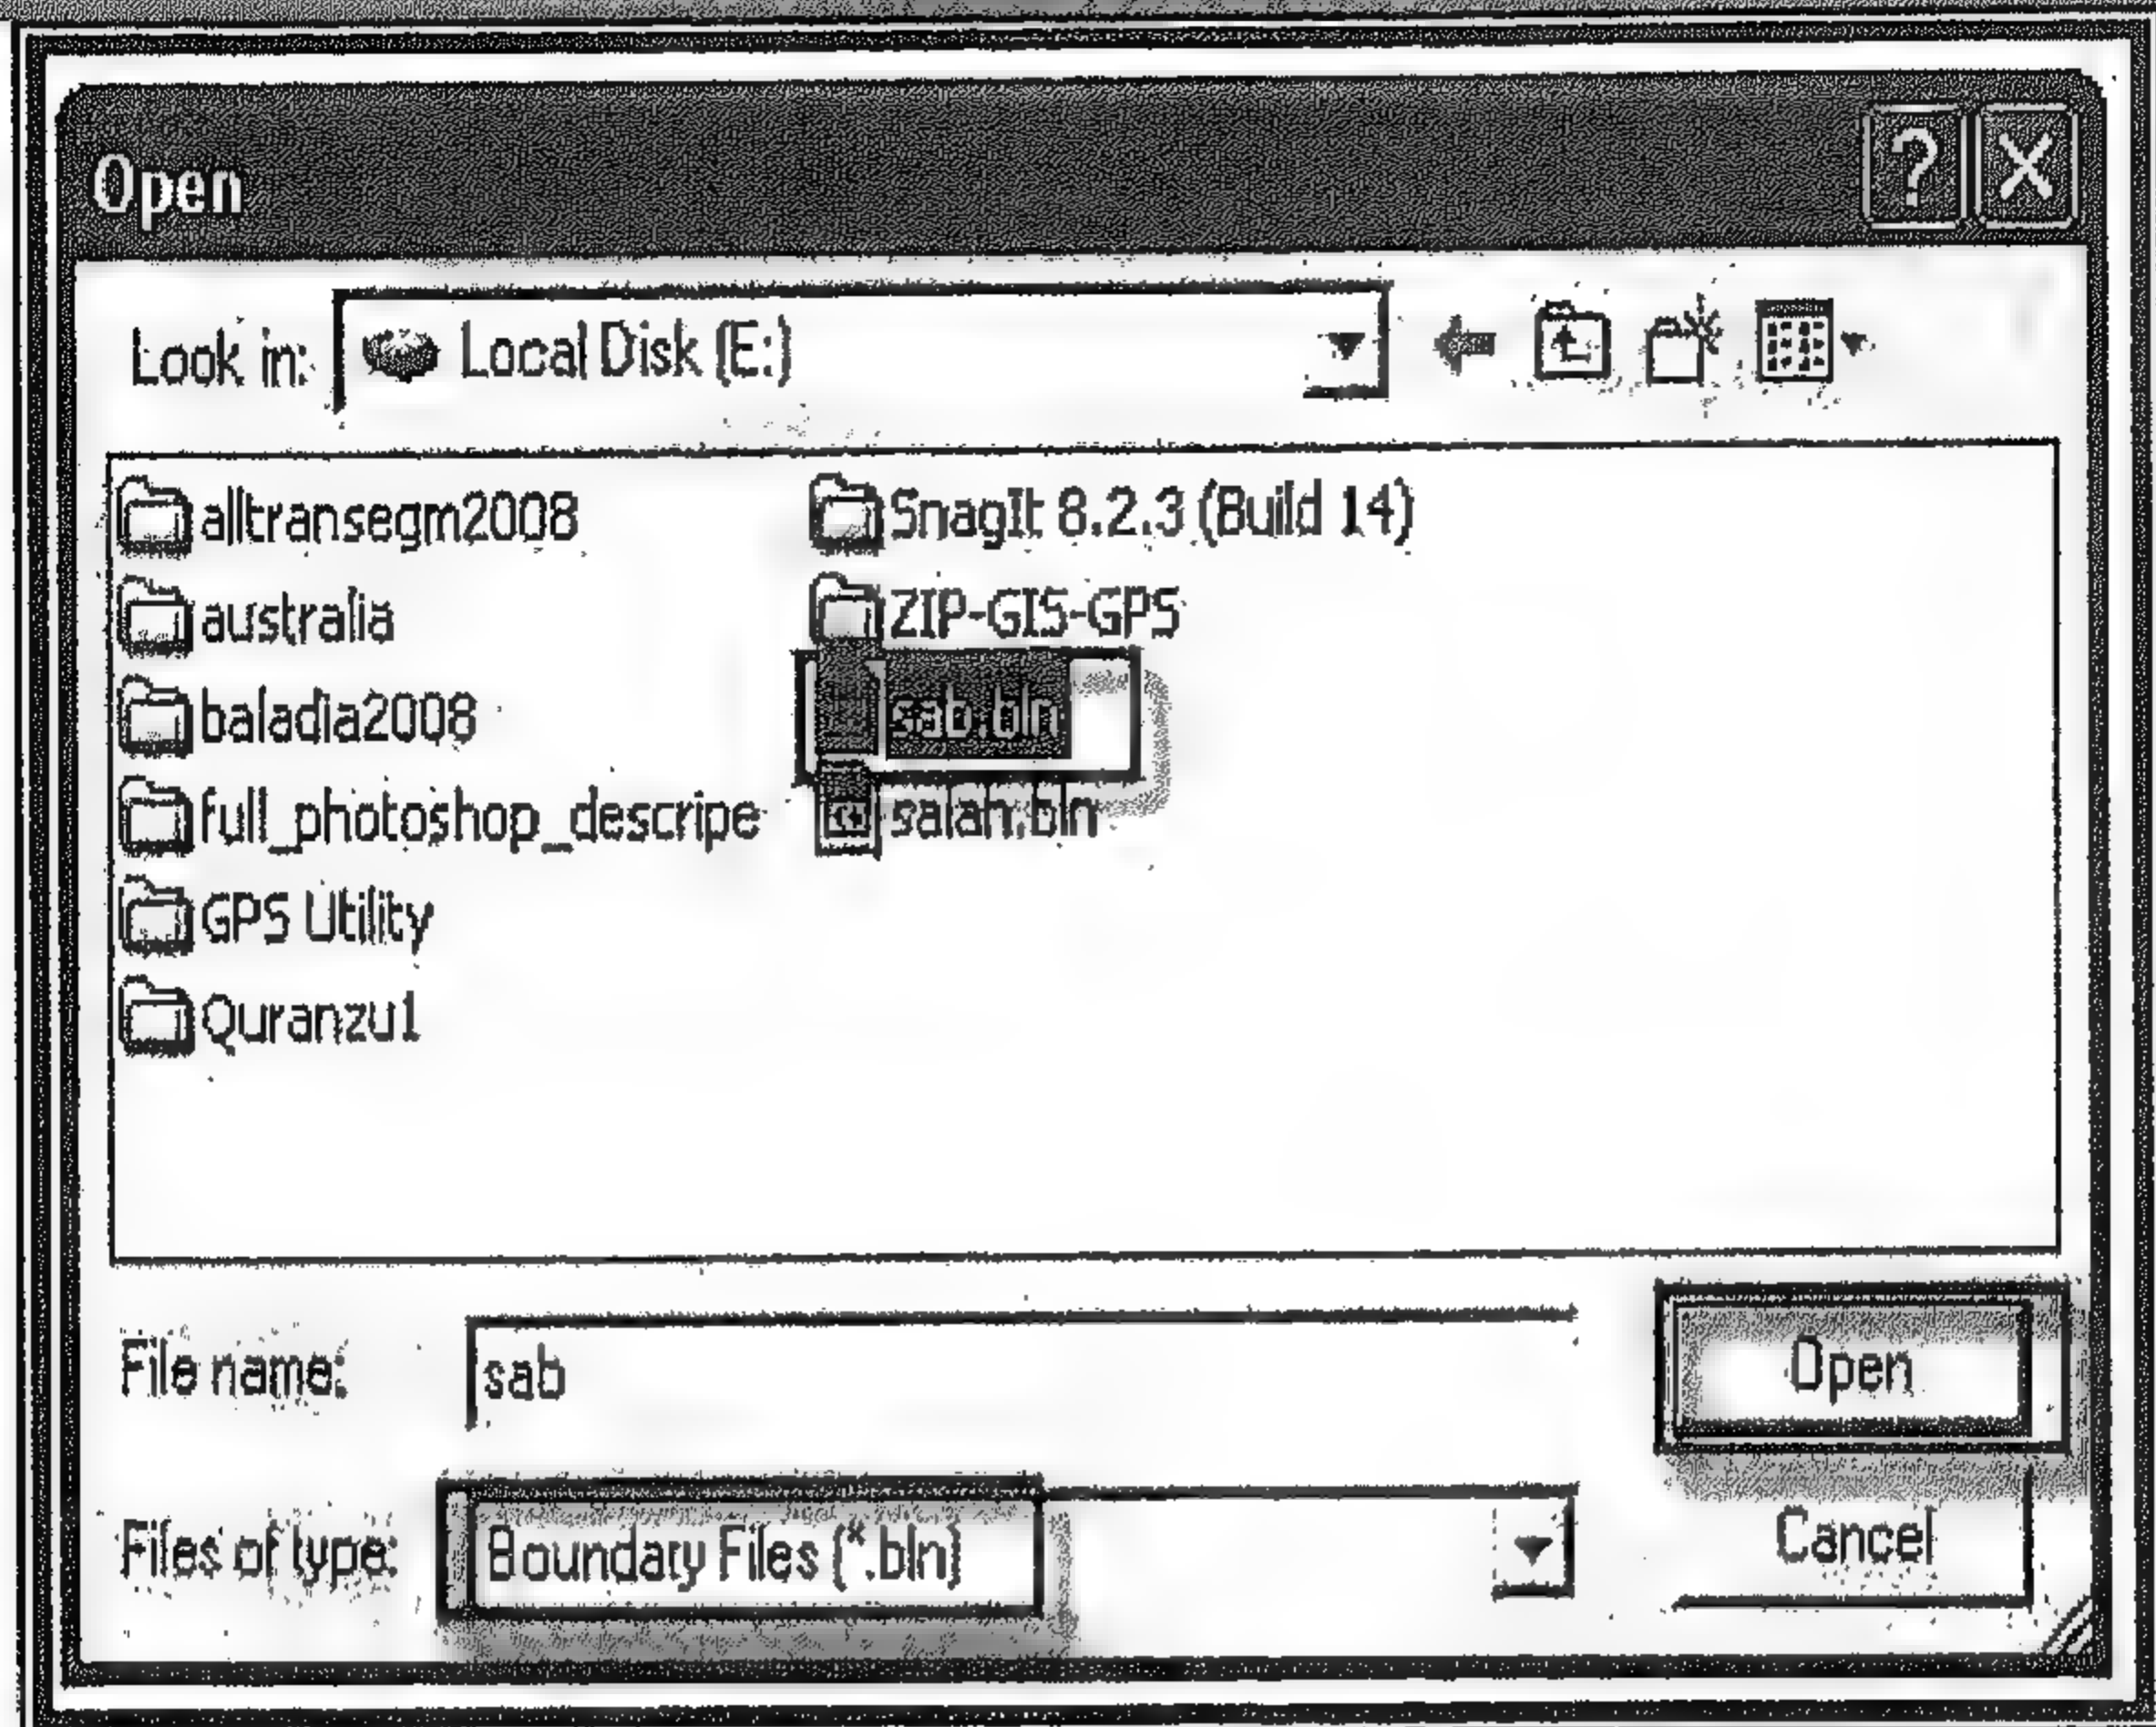 Open
Look in: Local Disk (E:)
alltransegm2008
australia
baladia2008
full_photoshop_descripe
GPS Utility
Quranzu1
SnagIt 8.2.3 (Build 14)
ZIP-GIS-GPS
sab.bln
salah.bln
File name: sab
Open
Files of type: Boundary Files (*.bln)
Cancel